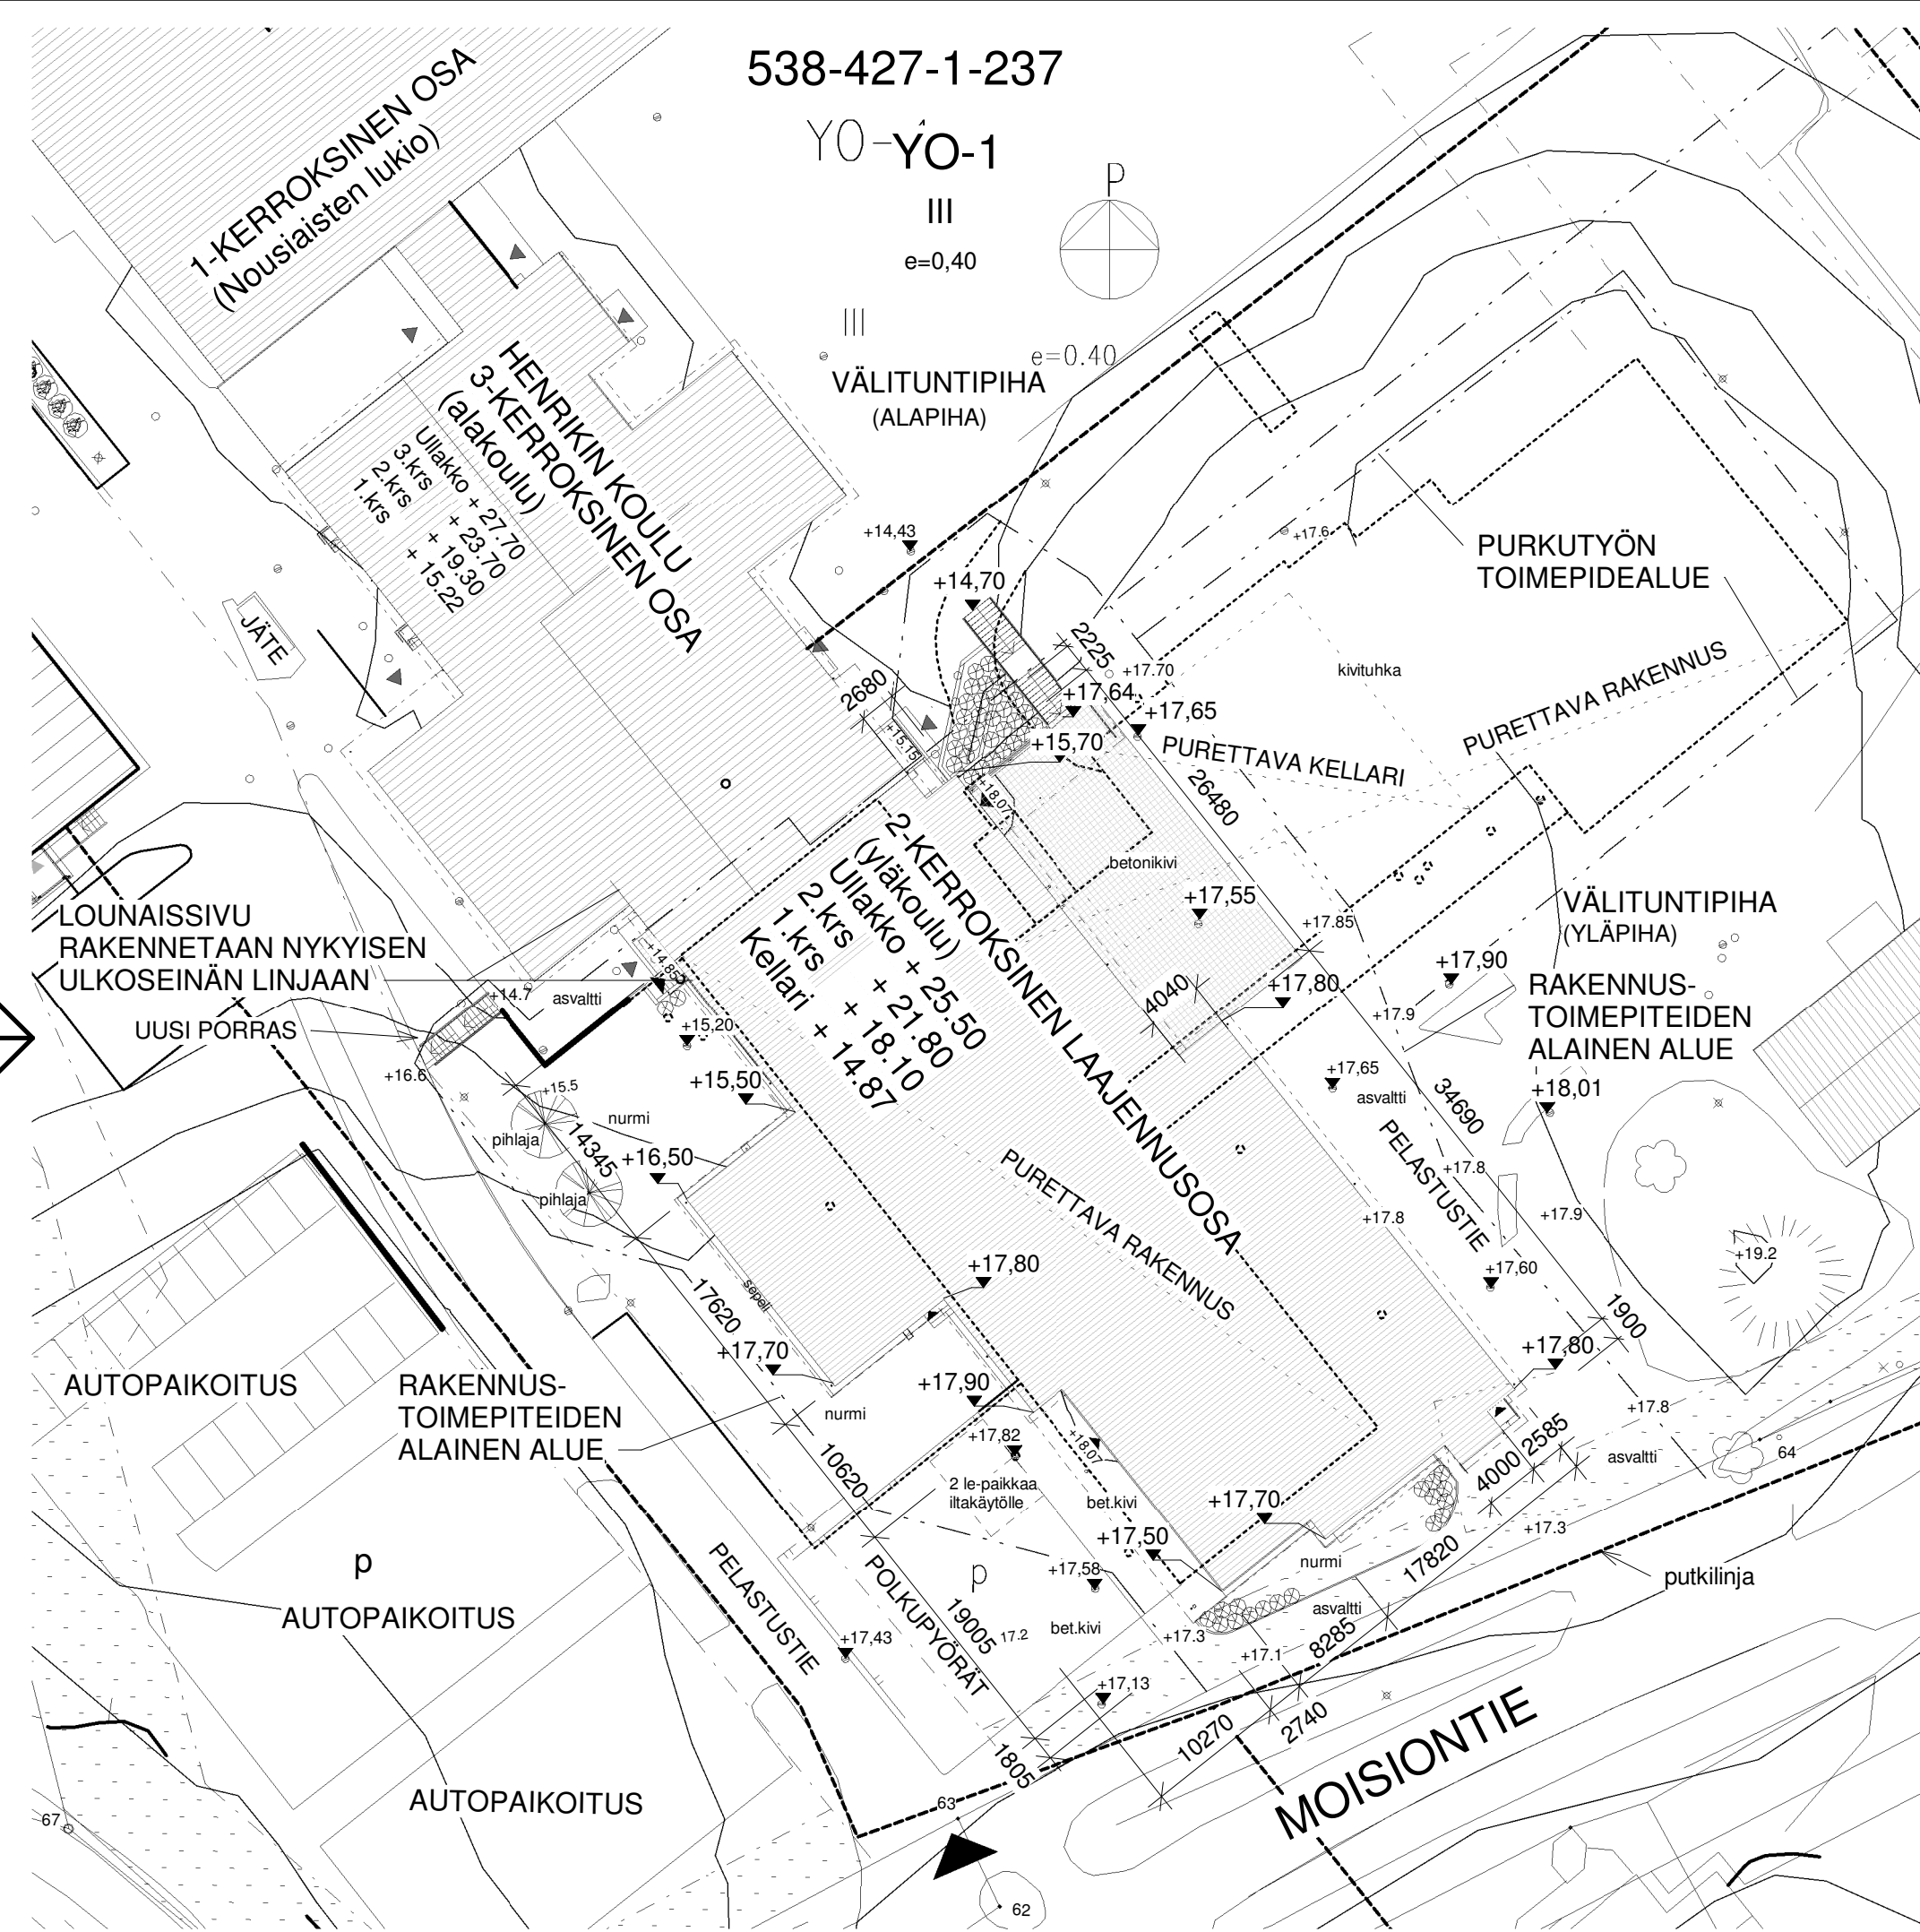 538-427-1-237
YO-
YO-1
III
e=0,40
P
III
e=0.40
VÄLITUNTIPIHA
(ALAPIHA)
1-KERROKSINEN OSA
(Nousiaisten lukio)
HENRIKIN KOULU
3-KERROKSINEN OSA
(alakoulu)
Ullakko + 27.70
3.krs + 23.70
2.krs + 19.30
1.krs + 15.22
JÄTE
+14,43
+14,70
2225
+17.70
+17,64
+17,65
+15,70
2680
+15.15
+18.07
+17.6
PURKUTYÖN
TOIMEPIDEALUE
kivituhka
PURETTAVA RAKENNUS
PURETTAVA KELLARI
26480
betonikivi
+17,55
+17.85
VÄLITUNTIPIHA
(YLÄPIHA)
+17,90
+17,80
4040
+17.9
RAKENNUS-
TOIMEPITEIDEN
ALAINEN ALUE
+18,01
+17,65
asvaltti
34690
PELASTUSTIE
+17.8
+17.9
+17.8
+17,60
+19.2
1900
+17,80
+17.8
2-KERROKSINEN LAAJENNUSOSA
(yläkoulu)
Ullakko + 25.50
2.krs + 21.80
1.krs + 18.10
Kellari + 14.87
LOUNAISSIVU
RAKENNETAAN NYKYISEN
ULKOSEINÄN LINJAAN
UUSI PORRAS
+14.7
asvaltti
+14.85
+15,20
+16.6
+15.5
+15,50
nurmi
pihlaja
14345
+16,50
pihlaja
PURETTAVA RAKENNUS
17620
sepeli
+17,80
+17,70
+17,90
nurmi
AUTOPAIKOITUS
RAKENNUS-
TOIMEPITEIDEN
ALAINEN ALUE
10620
+17,82
2 le-paikkaa
iltakäytölle
+18.07
bet.kivi
+17,70
+17,50
4000
2585
asvaltti
64
+17.3
17820
nurmi
putkilinja
p
AUTOPAIKOITUS
PELASTUSTIE
POLKUPYÖRÄT
p
+17,58
19005
17.2
bet.kivi
+17,43
asvaltti
+17.3
8285
+17.1
+17,13
10270
2740
1805
MOISIONTIE
AUTOPAIKOITUS
63
67
62